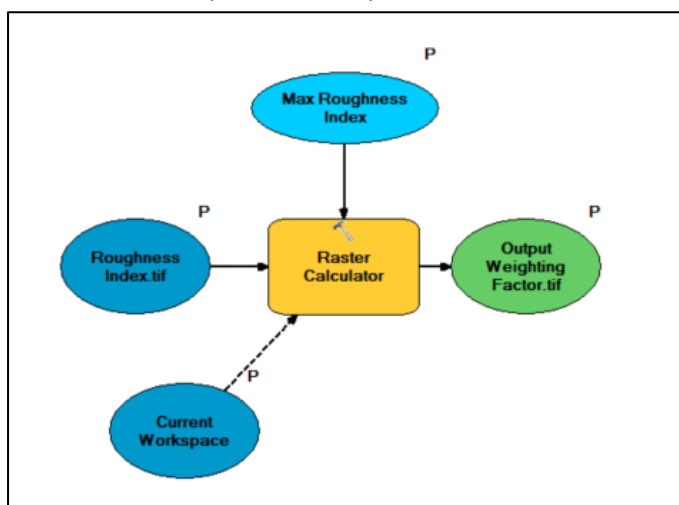 P
Max Roughness
Index
P
Roughness
Index.tif
Raster
Calculator
P
Output
Weighting
Factor.tif
P
Current
Workspace